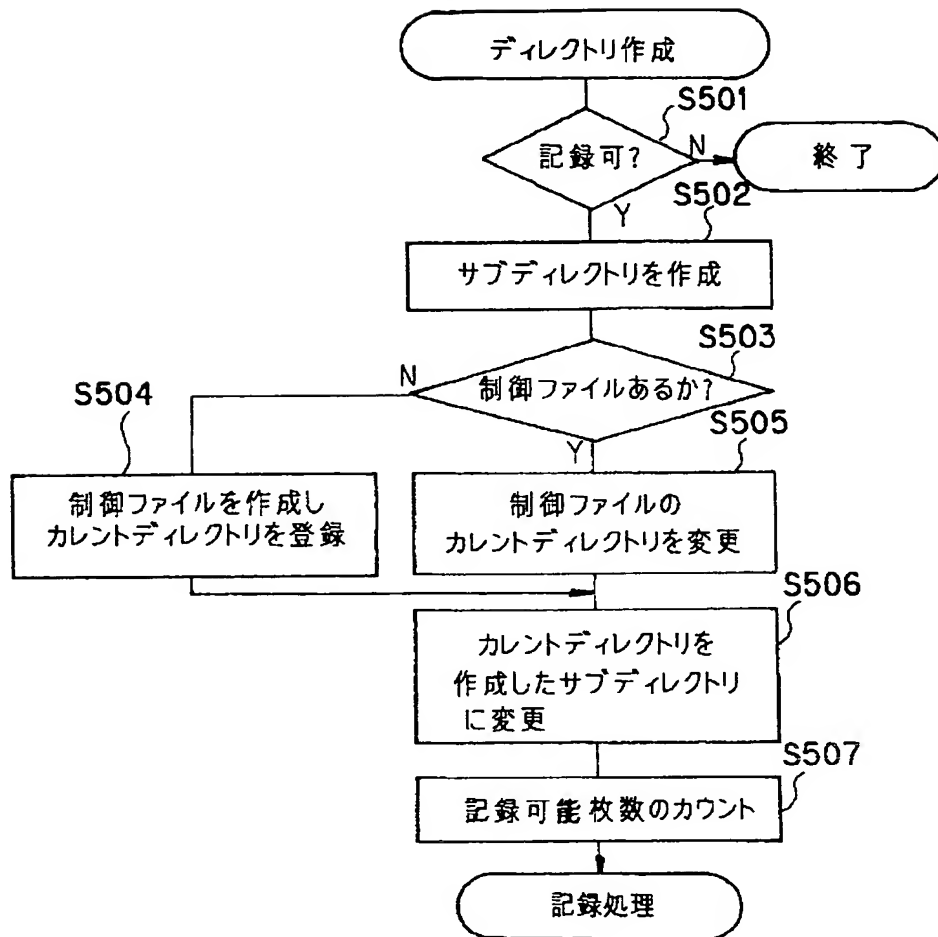 ディレクトリ作成
S501
記録可?
N
終了
Y
S502
サブディレクトリを作成
S503
制御ファイルあるか?
N
S504
Y
S505
制御ファイルを作成し
カレントディレクトリを登録
制御ファイルの
カレントディレクトリを変更
S506
カレントディレクトリを
作成したサブディレクトリ
に変更
S507
記録可能枚数のカウント
記録処理